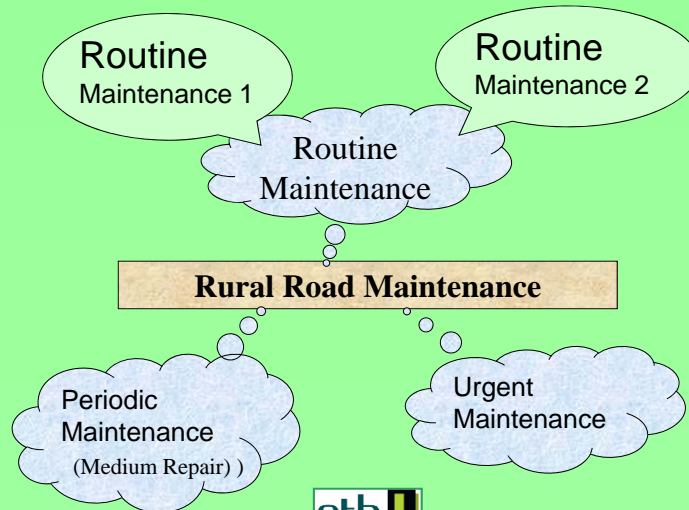 Routine
Maintenance 1
Routine
Maintenance 2
Routine
Maintenance
Rural Road Maintenance
Periodic
Maintenance
(Medium Repair) )
Urgent
Maintenance